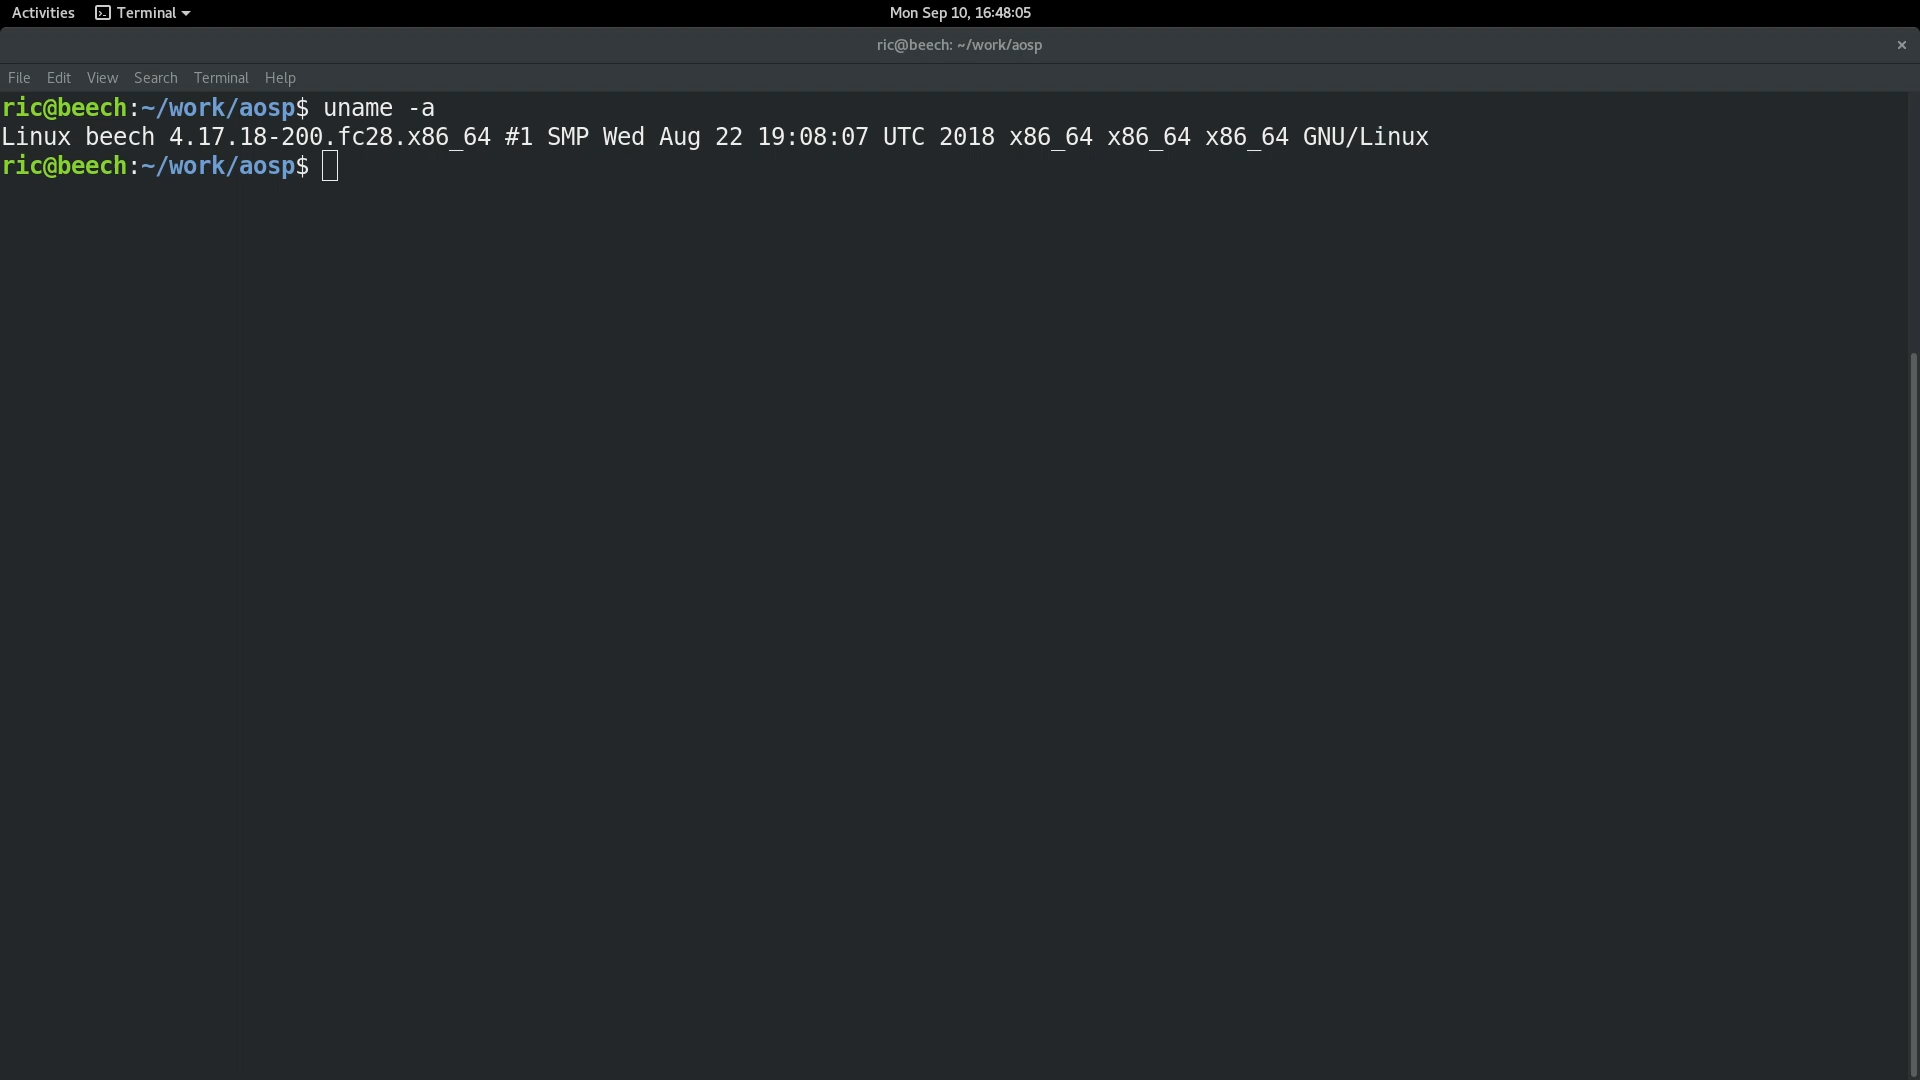 Activities Terminal Mon Sep 10, 16:48:05
ric@beech: ~/work/aosp
File Edit View Search Terminal Help
ric@beech:~/work/aosp$ uname -a
Linux beech 4.17.18-200.fc28.x86_64 #1 SMP Wed Aug 22 19:08:07 UTC 2018 x86_64 x86_64 x86_64 GNU/Linux
ric@beech:~/work/aosp$